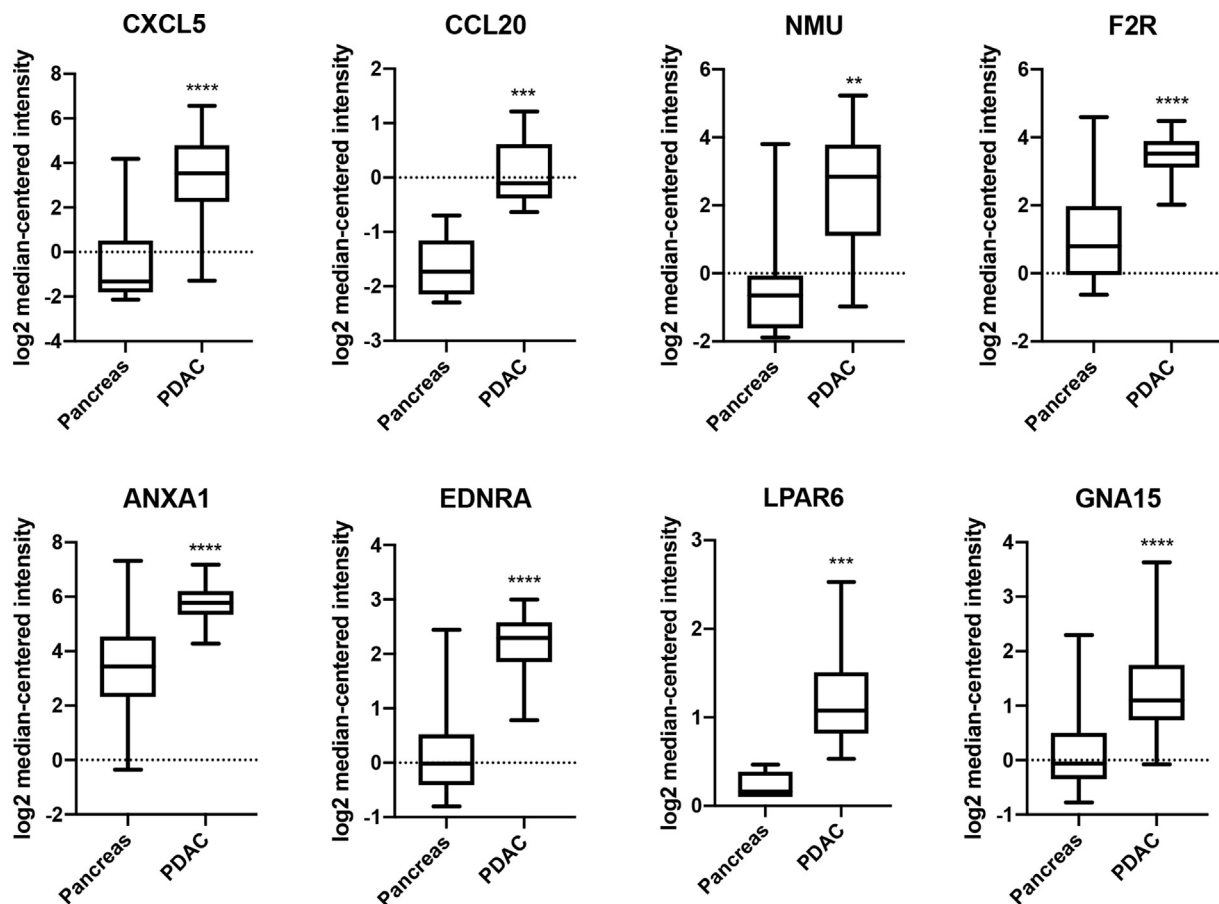 CXCL5
CCL20
NMU
F2R
log2 median-centered intensity
8
6
4
2
0
-2
-4
****
Pancreas
PDAC
log2 median-centered intensity
2
1
0
-1
-2
-3
***
Pancreas
PDAC
log2 median-centered intensity
6
4
2
0
-2
**
Pancreas
PDAC
log2 median-centered intensity
6
4
2
0
-2
****
Pancreas
PDAC
ANXA1
EDNRA
LPAR6
GNA15
log2 median-centered intensity
8
6
4
2
0
-2
****
Pancreas
PDAC
log2 median-centered intensity
4
3
2
1
0
-1
****
Pancreas
PDAC
log2 median-centered intensity
3
2
1
0
***
Pancreas
PDAC
log2 median-centered intensity
4
3
2
1
0
-1
****
Pancreas
PDAC